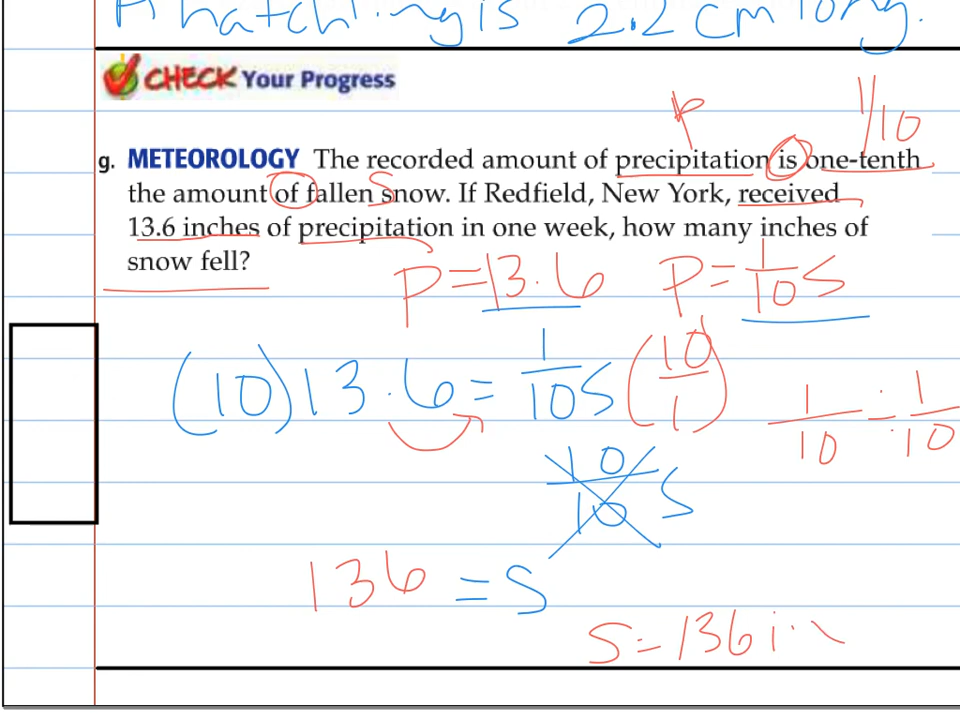 A hatchling is 2.2 cm long.
CHECK Your Progress
p 1/10
g. METEOROLOGY The recorded amount of precipitation is one-tenth
the amount of fallen snow. If Redfield, New York, received
S
13.6 inches of precipitation in one week, how many inches of
snow fell?
P=13.6 P=1/10 S
(10)13.6=1/10 S(10/1) 1/10 ÷ 1/10
10/10 S
136 = S
S=136 in